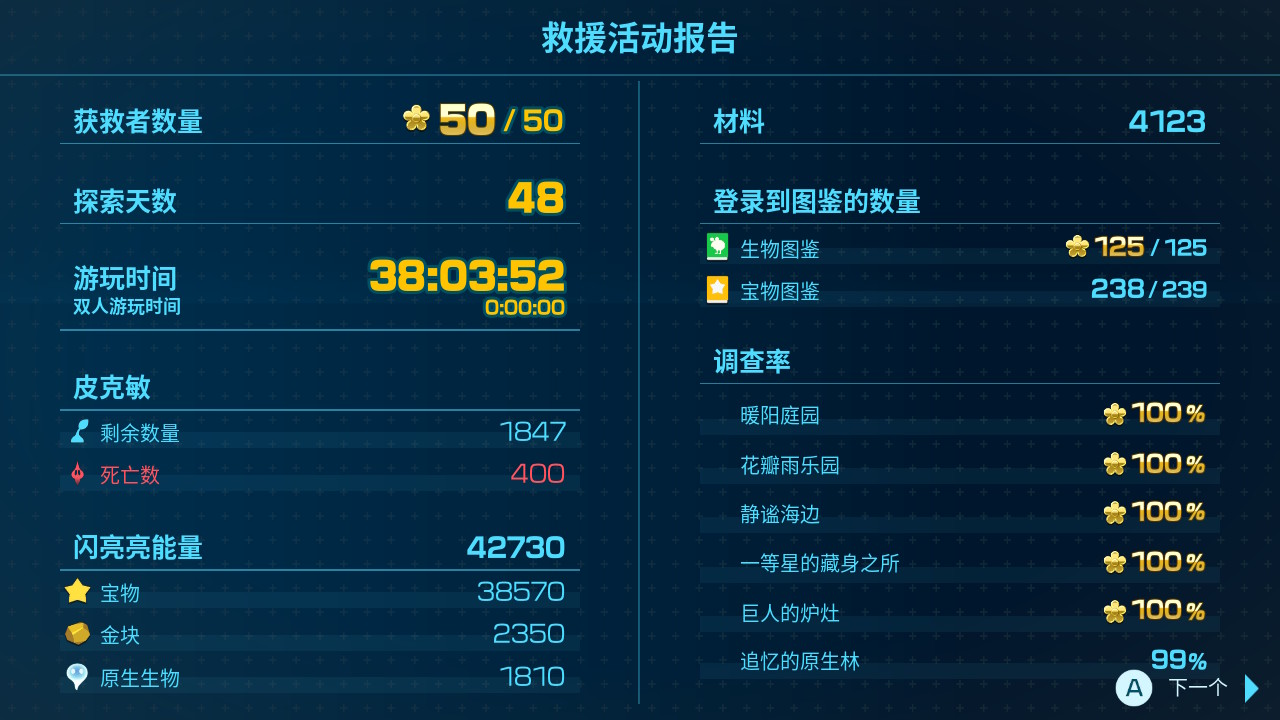 救援活动报告
获救者数量 50 / 50
探索天数 48
游玩时间 38:03:52
双人游玩时间 0:00:00
皮克敏
剩余数量 1847
死亡数 400
闪亮亮能量 42730
宝物 38570
金块 2350
原生生物 1810
材料 4123
登录到图鉴的数量
生物图鉴 125 / 125
宝物图鉴 238 / 239
调查率
暖阳庭园 100%
花瓣雨乐园 100%
静谧海边 100%
一等星的藏身之所 100%
巨人的炉灶 100%
追忆的原生林 99%
A 下一个